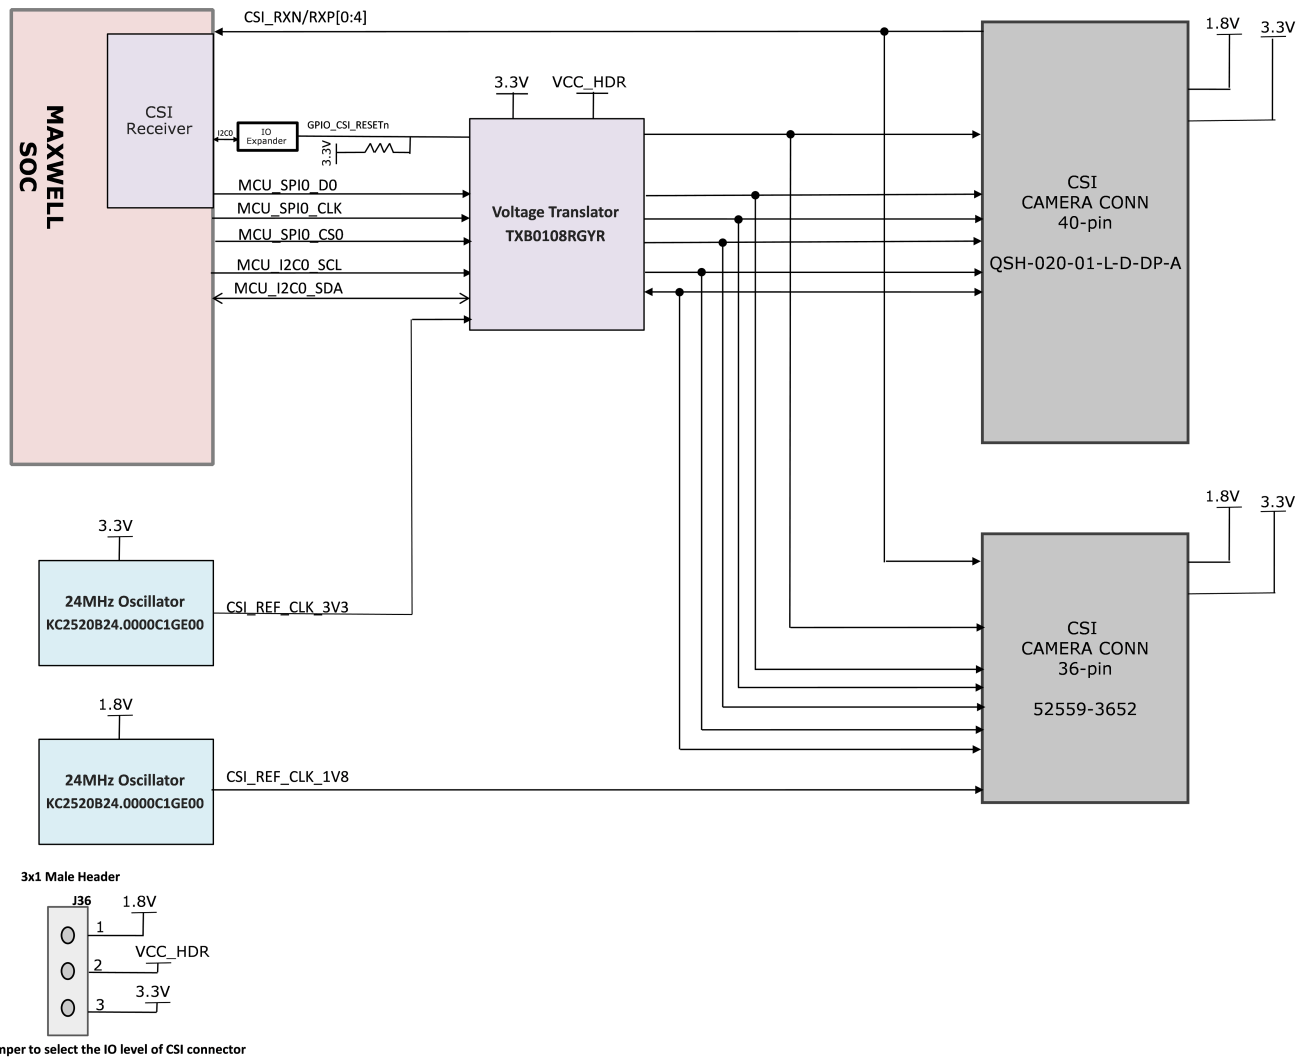 CSI_RXN/RXP[0:4]
MAXWELL
SOC
CSI
Receiver
I2C0
IO
Expander
GPIO_CSI_RESETn
3.3V
3.3V
VCC_HDR
MCU_SPI0_D0
MCU_SPI0_CLK
MCU_SPI0_CS0
MCU_I2C0_SCL
MCU_I2C0_SDA
Voltage Translator
TXB0108RGYR
1.8V
3.3V
CSI
CAMERA CONN
40-pin
QSH-020-01-L-D-DP-A
1.8V
3.3V
CSI
CAMERA CONN
36-pin
52559-3652
3.3V
24MHz Oscillator
KC2520B24.0000C1GE00
CSI_REF_CLK_3V3
1.8V
24MHz Oscillator
KC2520B24.0000C1GE00
CSI_REF_CLK_1V8
3x1 Male Header
J36
1.8V
1
VCC_HDR
2
3.3V
3
to select the IO level of CSI connector